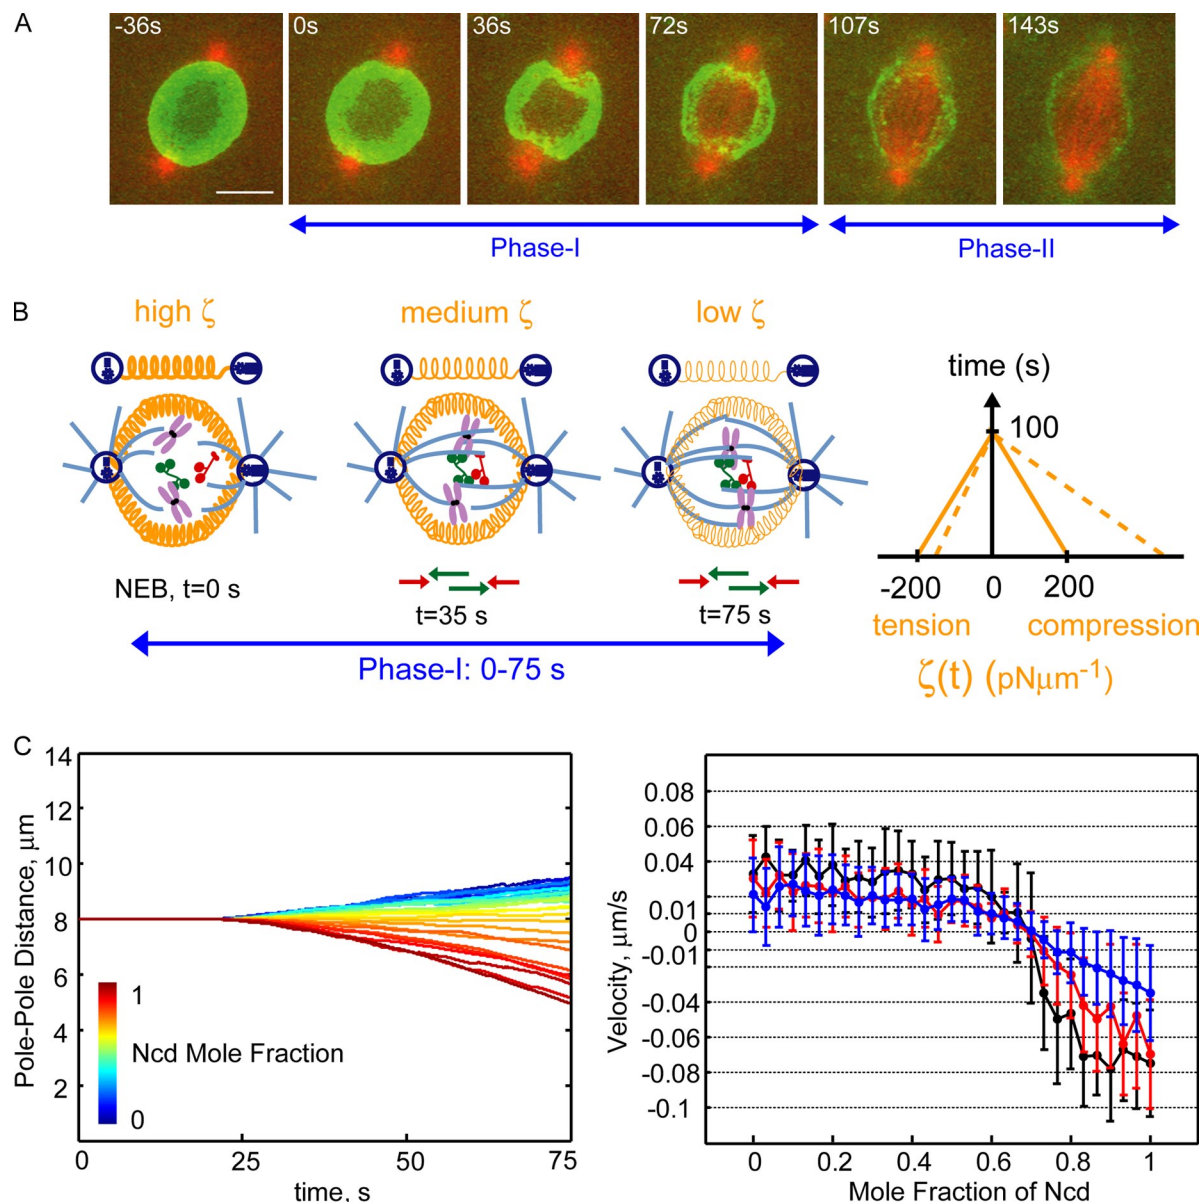 A
-36s
0s
36s
72s
107s
143s
Phase-I
Phase-II
B
high ζ
medium ζ
low ζ
time (s)
100
NEB, t=0 s
t=35 s
t=75 s
-200
0
200
tension
compression
Phase-I: 0-75 s
ζ(t) (pNμm⁻¹)
C
14
12
10
8
6
4
2
Pole-Pole Distance, μm
1
Ncd Mole Fraction
0
0
25
50
75
time, s
0.08
0.06
0.04
0.01
0
-0.01
-0.04
-0.06
-0.08
-0.1
Velocity, μm/s
0
0.2
0.4
0.6
0.8
1
Mole Fraction of Ncd